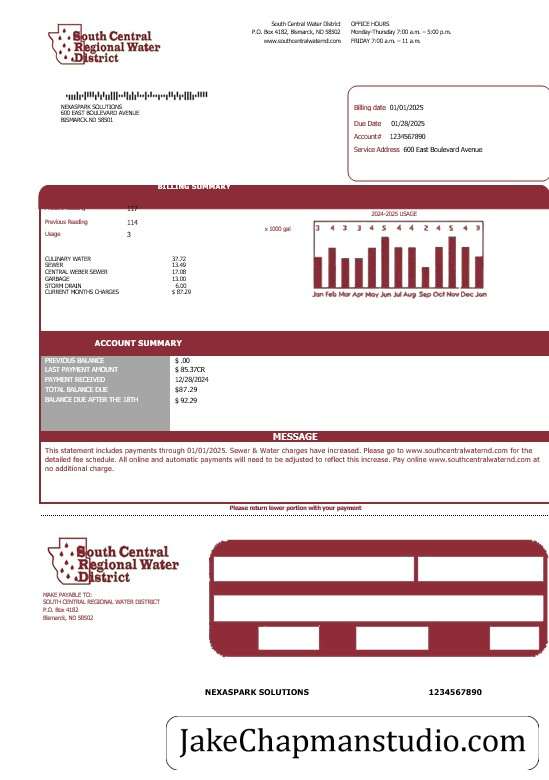 South Central
Regional Water
District
South Central Water District
P.O. Box 4182, Bismarck, ND 58502
www.southcentralwaternd.com
OFFICE HOURS
Monday-Thursday 7:00 a.m. – 5:00 p.m.
FRIDAY 7:00 a.m. – 11 a.m.
NEXASPARK SOLUTIONS
600 EAST BOULEVARD AVENUE
BISMARCK ND 58501
Billing date 01/01/2025
Due Date 01/28/2025
Account# 1234567890
Service Address 600 East Boulevard Avenue
BILLING SUMMARY
117
Previous Reading 114
Usage 3
x 1000 gal
2024-2025 USAGE
3 4 3 3 4 5 4 4 2 4 5 4 3
Jan Feb Mar Apr May Jun Jul Aug Sep Oct Nov Dec Jan
CULINARY WATER 37.72
SEWER 13.49
CENTRAL WEBER SEWER 17.08
GARBAGE 13.00
STORM DRAIN 6.00
CURRENT MONTHS CHARGES $ 87.29
ACCOUNT SUMMARY
PREVIOUS BALANCE $ .00
LAST PAYMENT AMOUNT $ 85.37CR
PAYMENT RECEIVED 12/28/2024
TOTAL BALANCE DUE $87.29
BALANCE DUE AFTER THE 18TH $ 92.29
MESSAGE
This statement includes payments through 01/01/2025. Sewer & Water charges have increased. Please go to www.southcentralwaternd.com for the
detailed fee schedule. All online and automatic payments will need to be adjusted to reflect this increase. Pay online www.southcentralwaternd.com at
no additional charge.
Please return lower portion with your payment
South Central
Regional Water
District
MAKE PAYABLE TO:
SOUTH CENTRAL REGIONAL WATER DISTRICT
P.O. Box 4182
Bismarck, ND 58502
NEXASPARK SOLUTIONS 1234567890
JakeChapmanstudio.com